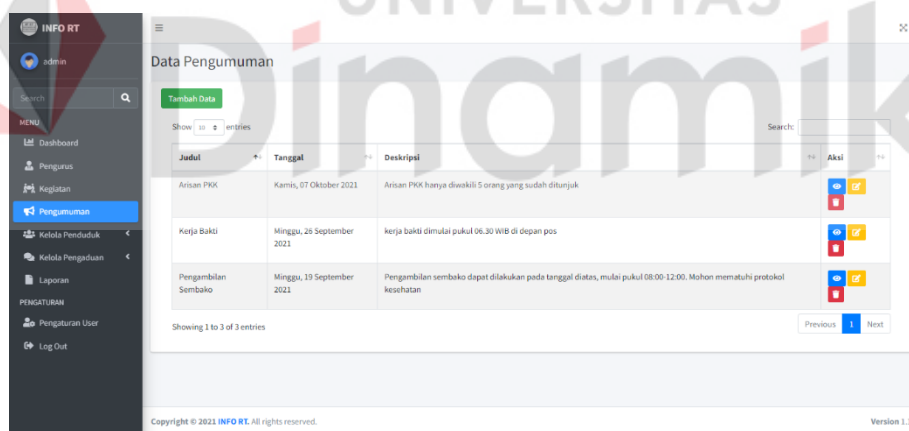 UNIVERSITAS
Dinamik
INFO RT
admin
Search
MENU
Dashboard
Pengurus
Kegiatan
Pengumuman
Kelola Penduduk
Kelola Pengaduan
Laporan
PENGATURAN
Pengaturan User
Log Out
Data Pengumuman
Tambah Data
Show 10 entries
Search:
Judul Tanggal Deskripsi Aksi
Arisan PKK Kamis, 07 Oktober 2021 Arisan PKK hanya diwakili 5 orang yang sudah ditunjuk
Kerja Bakti Minggu, 26 September 2021 kerja bakti dimulai pukul 06.30 WIB di depan pos
Pengambilan Sembako Minggu, 19 September 2021 Pengambilan sembako dapat dilakukan pada tanggal diatas, mulai pukul 08:00-12:00. Mohon mematuhi protokol kesehatan
Showing 1 to 3 of 3 entries
Previous 1 Next
Copyright © 2021 INFO RT. All rights reserved.
Version 1.